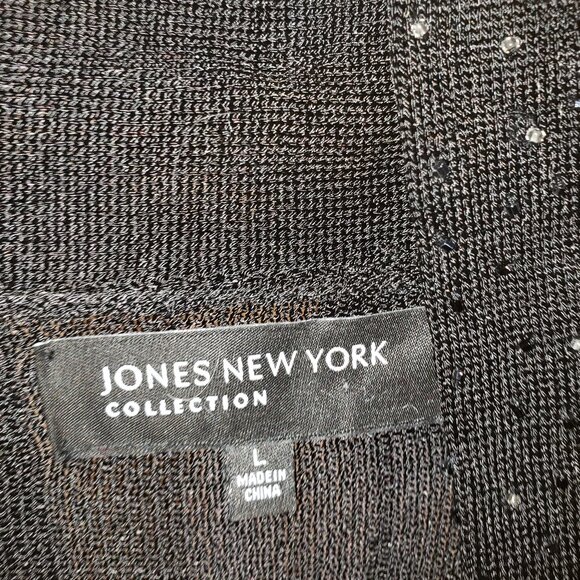 JONES NEW YORK
COLLECTION
L
MADE IN
CHINA